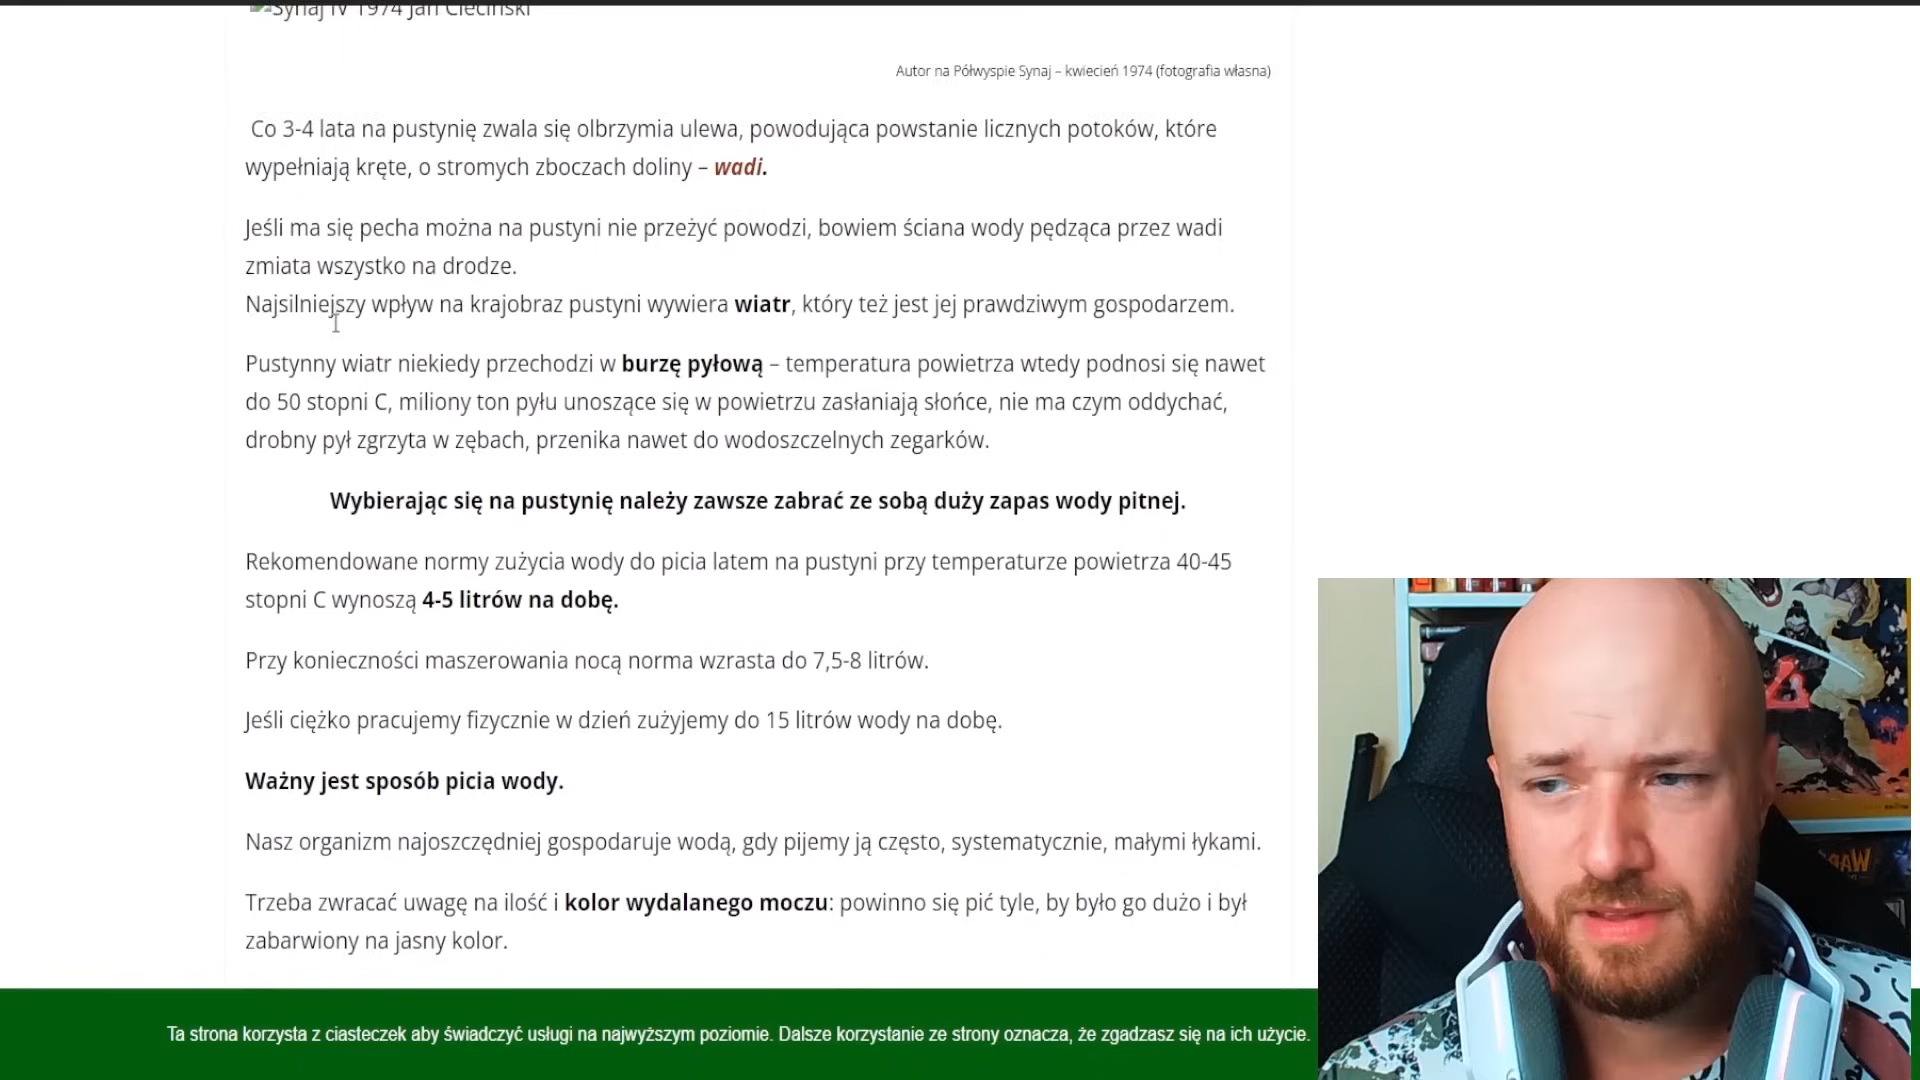 Synaj IV 1974 Jan Cieciński
Autor na Półwyspie Synaj – kwiecień 1974 (fotografia własna)
Co 3-4 lata na pustynię zwala się olbrzymia ulewa, powodująca powstanie licznych potoków, które
wypełniają kręte, o stromych zboczach doliny – wadi.
Jeśli ma się pecha można na pustyni nie przeżyć powodzi, bowiem ściana wody pędząca przez wadi
zmiata wszystko na drodze.
Najsilniejszy wpływ na krajobraz pustyni wywiera wiatr, który też jest jej prawdziwym gospodarzem.
Pustynny wiatr niekiedy przechodzi w burzę pyłową – temperatura powietrza wtedy podnosi się nawet
do 50 stopni C, miliony ton pyłu unoszące się w powietrzu zasłaniają słońce, nie ma czym oddychać,
drobny pył zgrzyta w zębach, przenika nawet do wodoszczelnych zegarków.
Wybierając się na pustynię należy zawsze zabrać ze sobą duży zapas wody pitnej.
Rekomendowane normy zużycia wody do picia latem na pustyni przy temperaturze powietrza 40-45
stopni C wynoszą 4-5 litrów na dobę.
Przy konieczności maszerowania nocą norma wzrasta do 7,5-8 litrów.
Jeśli ciężko pracujemy fizycznie w dzień zużyjemy do 15 litrów wody na dobę.
Ważny jest sposób picia wody.
Nasz organizm najoszczędniej gospodaruje wodą, gdy pijemy ją często, systematycznie, małymi łykami.
Trzeba zwracać uwagę na ilość i kolor wydalanego moczu: powinno się pić tyle, by było go dużo i był
zabarwiony na jasny kolor.
Ta strona korzysta z ciasteczek aby świadczyć usługi na najwyższym poziomie. Dalsze korzystanie ze strony oznacza, że zgadzasz się na ich użycie.